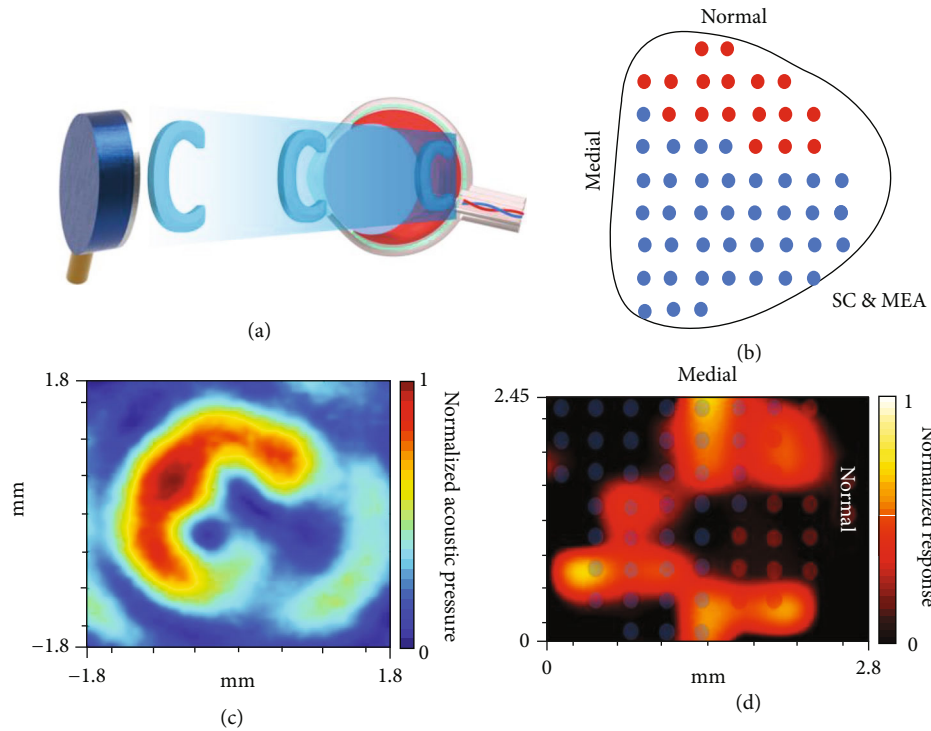 C C C
(a)
Normal
Medial
SC & MEA
(b)
1.8
mm
−1.8
−1.8
mm
1.8
1
0
Normalized acoustic pressure
(c)
Medial
2.45
0
0
mm
2.8
Normal
1
0
Normalized response
(d)